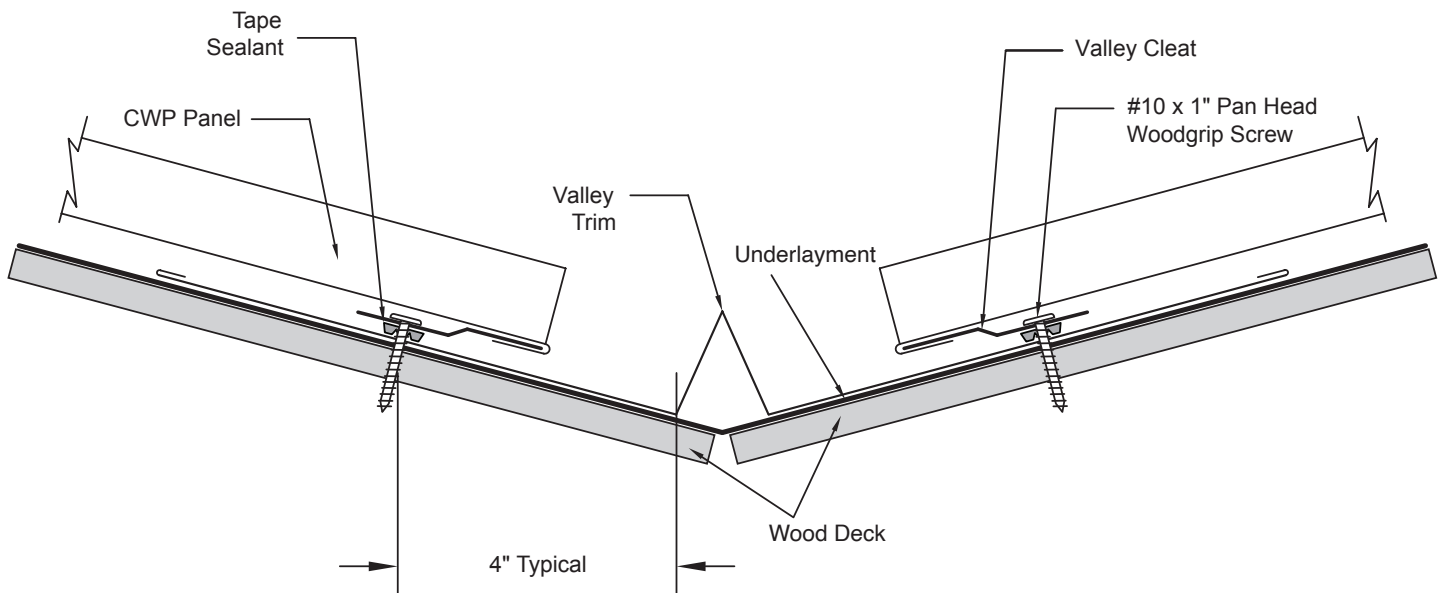 Tape
Sealant
Valley Cleat
CWP Panel
#10 x 1" Pan Head
Woodgrip Screw
Valley
Trim
Underlayment
Wood Deck
4" Typical